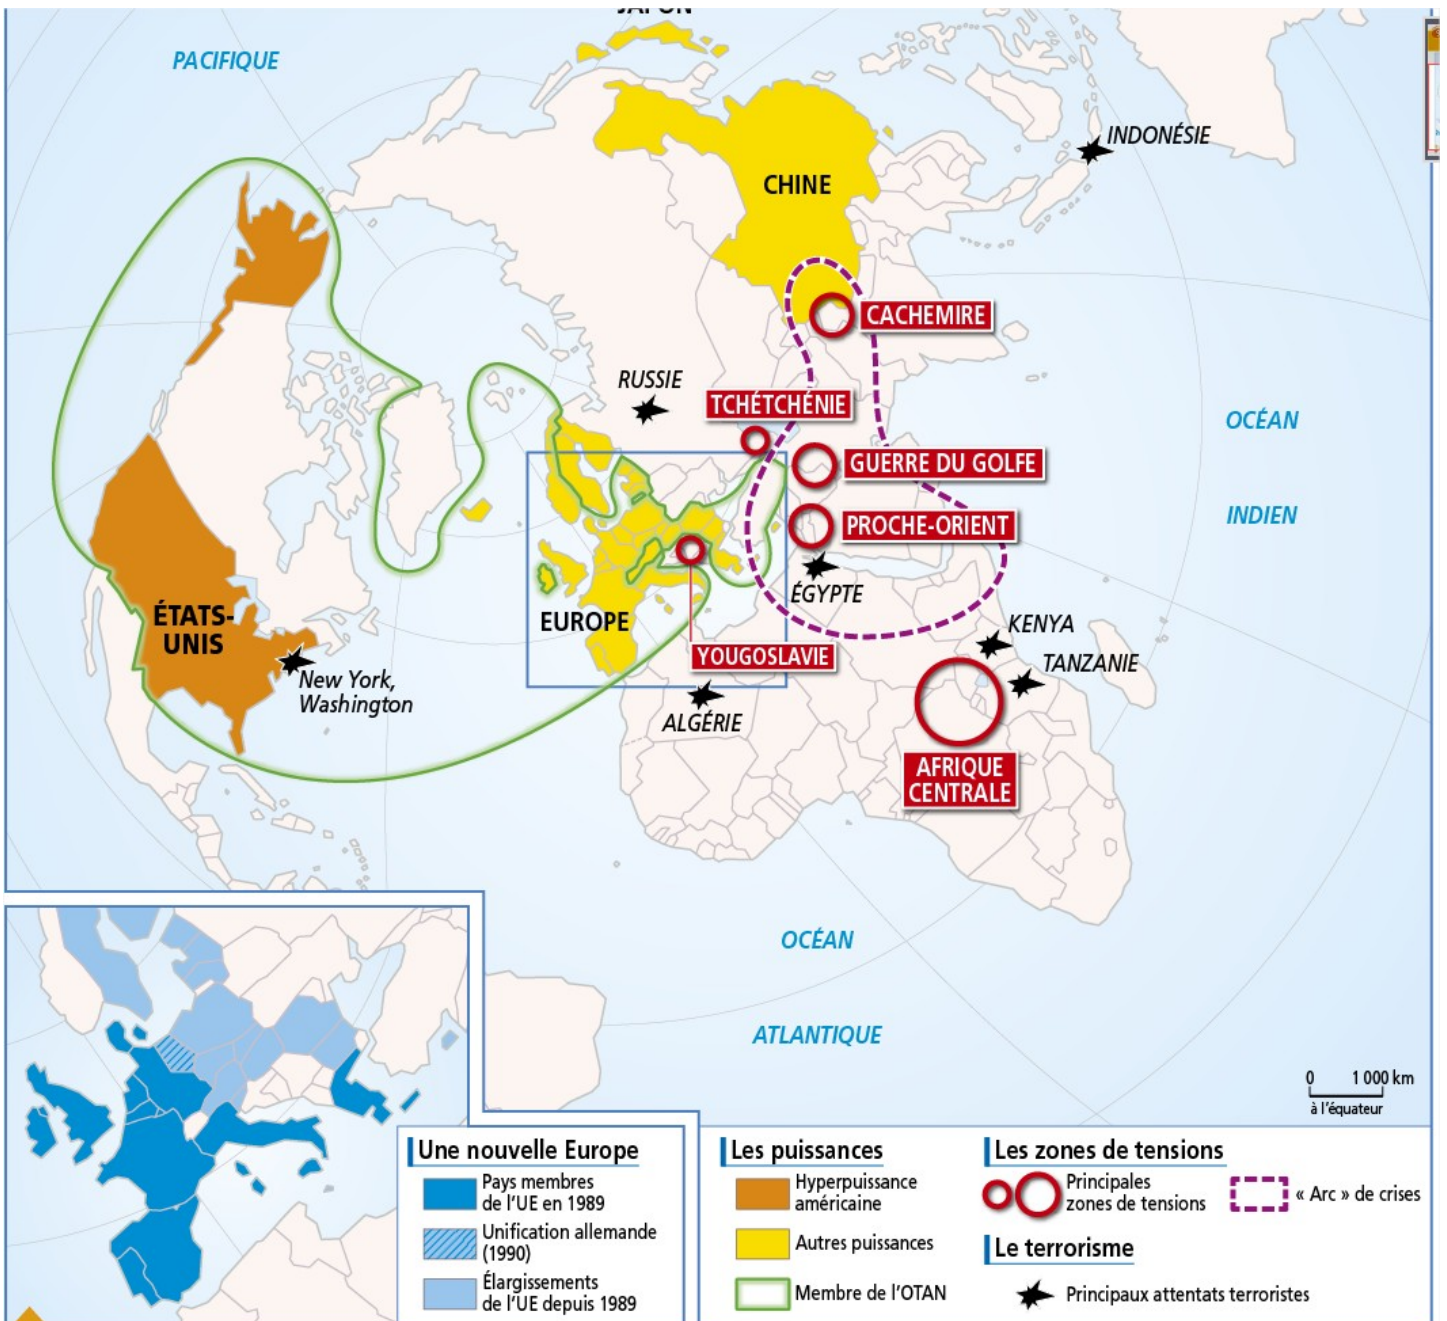 JAPON
PACIFIQUE
INDONÉSIE
CHINE
CACHEMIRE
RUSSIE
TCHÉTCHÉNIE
OCÉAN
INDIEN
GUERRE DU GOLFE
PROCHE-ORIENT
ÉGYPTE
ÉTATS-
UNIS
EUROPE
KENYA
YOUGOSLAVIE
TANZANIE
New York,
Washington
ALGÉRIE
AFRIQUE
CENTRALE
OCÉAN
ATLANTIQUE
0 1 000 km
à l'équateur
Une nouvelle Europe
Pays membres
de l'UE en 1989
Unification allemande
(1990)
Élargissements
de l'UE depuis 1989
Les puissances
Hyperpuissance
américaine
Autres puissances
Membre de l'OTAN
Les zones de tensions
Principales
zones de tensions
« Arc » de crises
Le terrorisme
Principaux attentats terroristes